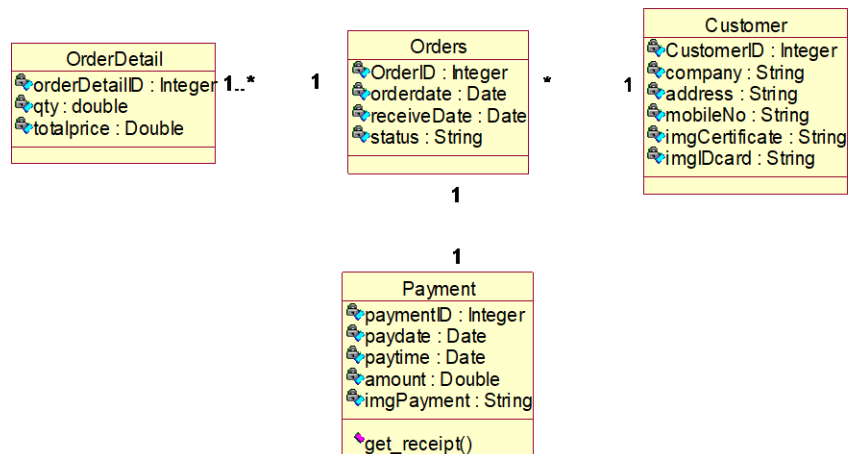 OrderDetail
orderDetailID : Integer
qty : double
totalprice : Double
1..*
1
Orders
OrderID : Integer
orderdate : Date
receiveDate : Date
status : String
*
1
Customer
CustomerID : Integer
company : String
address : String
mobileNo : String
imgCertificate : String
imgIDcard : String
1
1
Payment
paymentID : Integer
paydate : Date
paytime : Date
amount : Double
imgPayment : String
get_receipt()